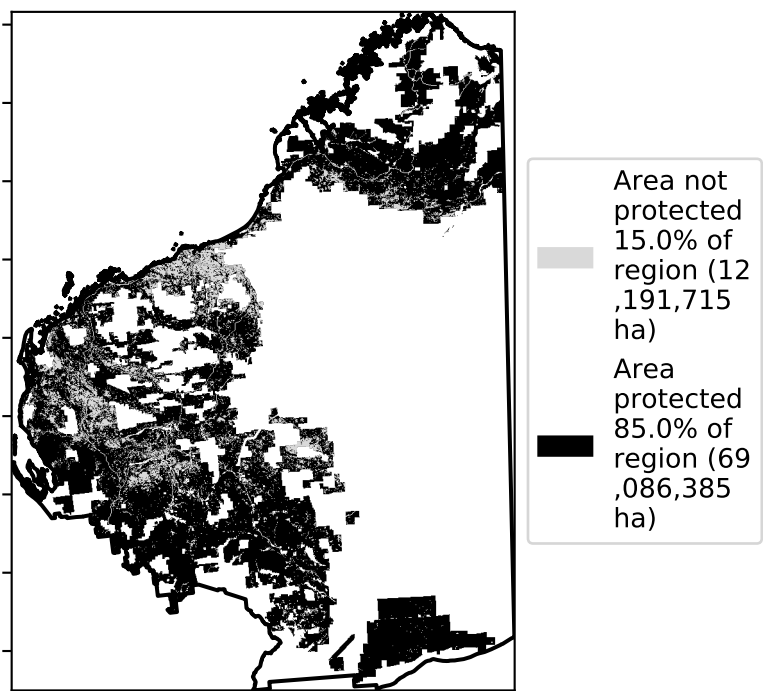 Area not
protected
15.0% of
region (12
,191,715
ha)
Area
protected
85.0% of
region (69
,086,385
ha)